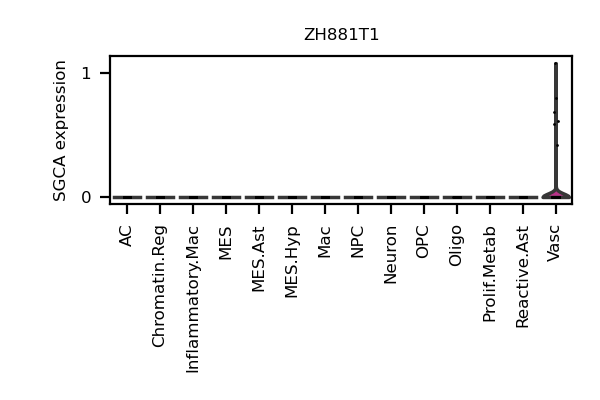 ZH881T1
SGCA expression
1
0
AC
Chromatin.Reg
Inflammatory.Mac
MES
MES.Ast
MES.Hyp
Mac
NPC
Neuron
OPC
Oligo
Prolif.Metab
Reactive.Ast
Vasc